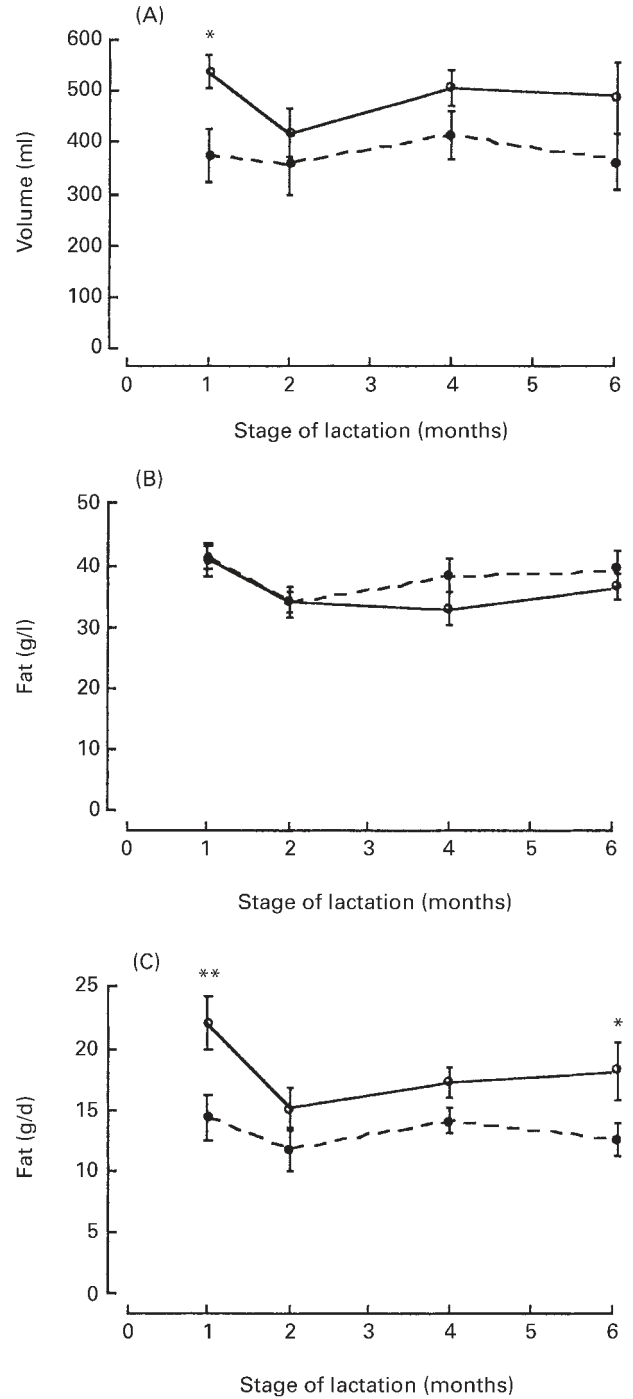 (A)
*
600
500
400
300
200
100
0
Volume (ml)
0 1 2 3 4 5 6
Stage of lactation (months)
(B)
50
40
30
20
10
0
Fat (g/l)
0 1 2 3 4 5 6
Stage of lactation (months)
(C)
**
*
25
20
15
10
5
0
Fat (g/d)
0 1 2 3 4 5 6
Stage of lactation (months)